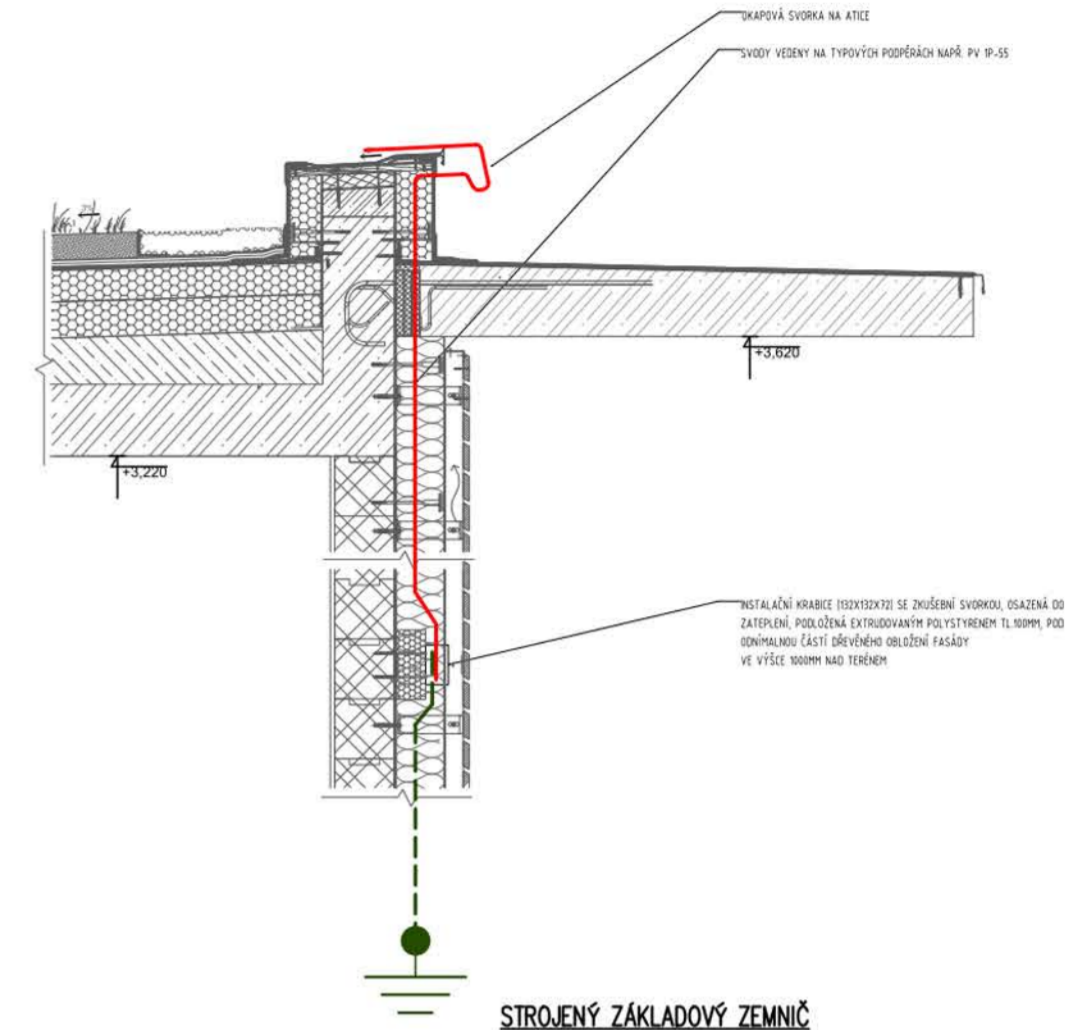 OKAPOVÁ SVORKA NA ATICE
SVODY VEDENY NA TYPOVÝCH PODPĚRÁCH NAPŘ. PV 1P-55
+3,620
+3,220
INSTALAČNÍ KRABICE (132X132X72) SE ZKUŠEBNÍ SVORKOU, OSAZENÁ DO
ZATEPLENÍ, PODLOŽENÁ EXTRUDOVANÝM POLYSTYRENEM TL.100MM, POD
ODNÍMALNOU ČÁSTÍ DŘEVĚNÉHO OBLOŽENÍ FASÁDY
VE VÝŠCE 1000MM NAD TERÉNEM
STROJENÝ ZÁKLADOVÝ ZEMNIČ